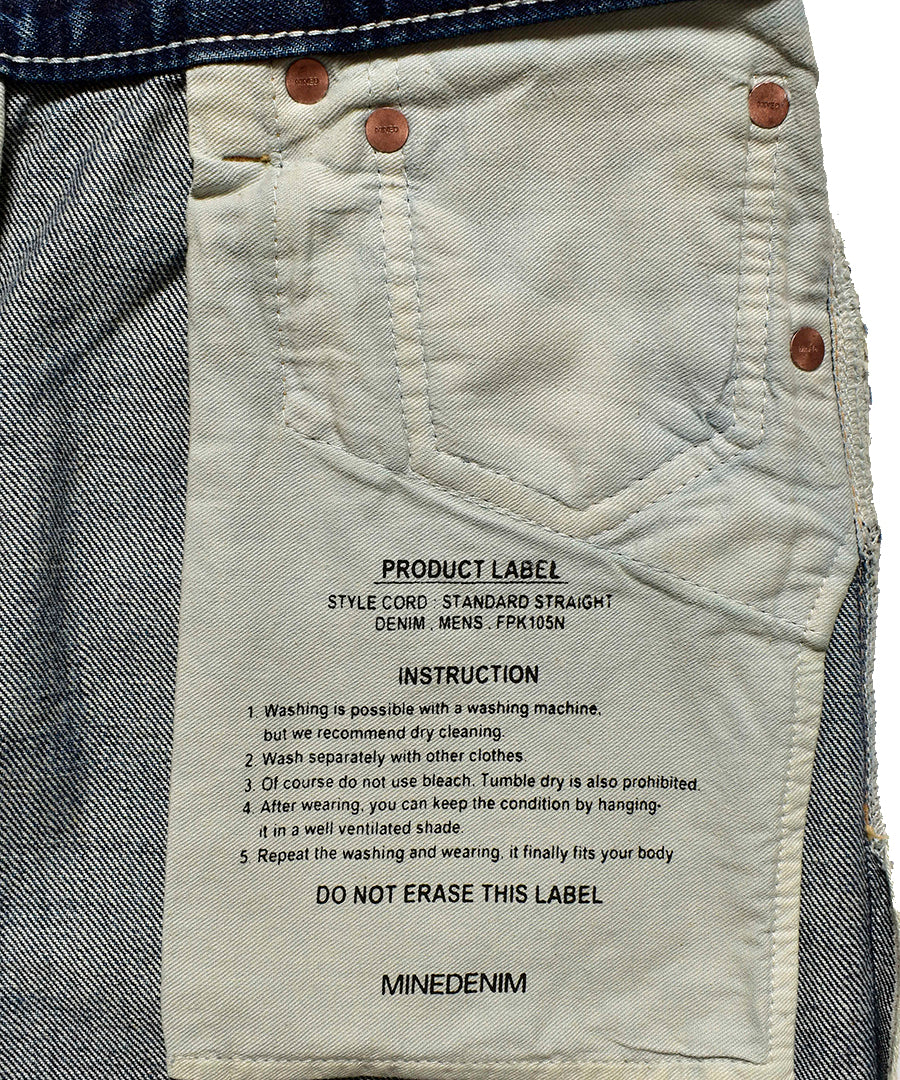 PRODUCT LABEL
STYLE CORD : STANDARD STRAIGHT
DENIM . MENS . FPK105N
INSTRUCTION
1. Washing is possible with a washing machine,
but we recommend dry cleaning.
2. Wash separately with other clothes.
3. Of course do not use bleach. Tumble dry is also prohibited.
4. After wearing, you can keep the condition by hanging-
it in a well ventilated shade.
5. Repeat the washing and wearing, it finally fits your body
DO NOT ERASE THIS LABEL
MINEDENIM